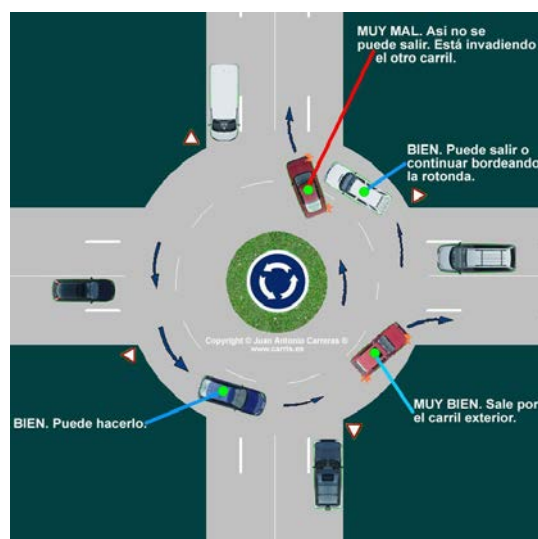 MUY MAL. Asi no se
puede salir. Está invadiendo
el otro carril.
BIEN. Puede salir o
continuar bordeando
la rotonda.
Copyright © Juan Antonio Carreras ®
www.carris.es
BIEN. Puede hacerlo.
MUY BIEN. Sale por
el carril exterior.